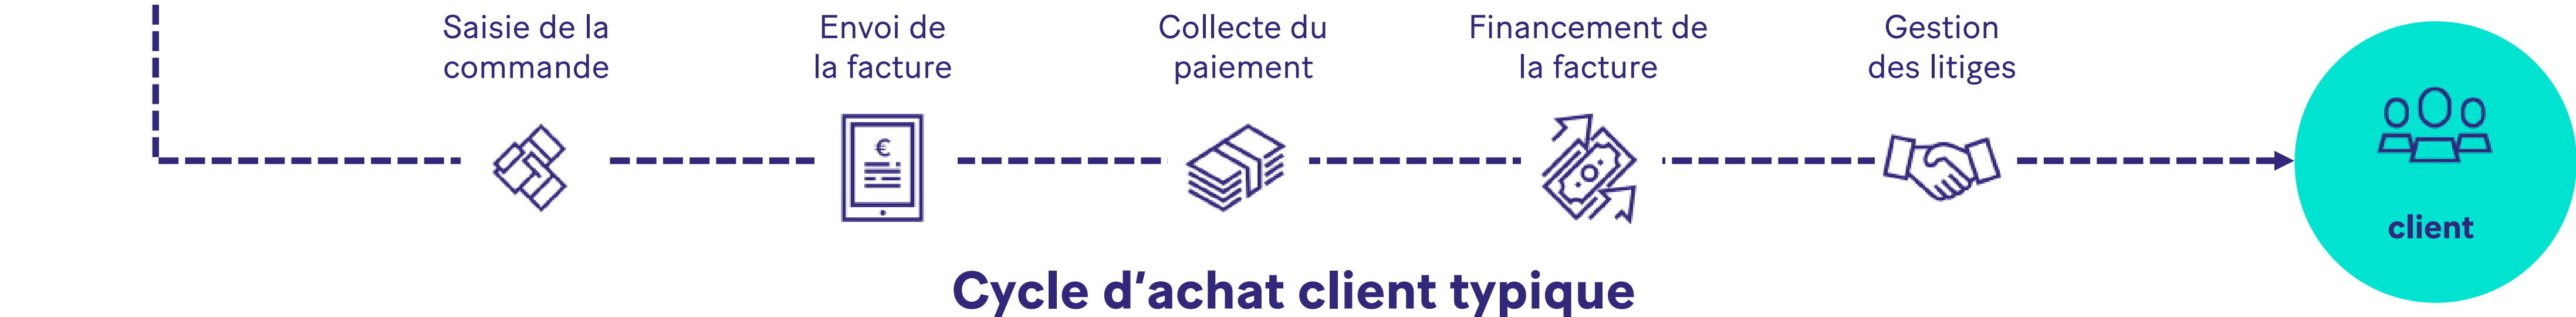 Saisie de la
commande
Envoi de
la facture
€
Collecte du
paiement
Financement de
la facture
Gestion
des litiges
client
Cycle d'achat client typique